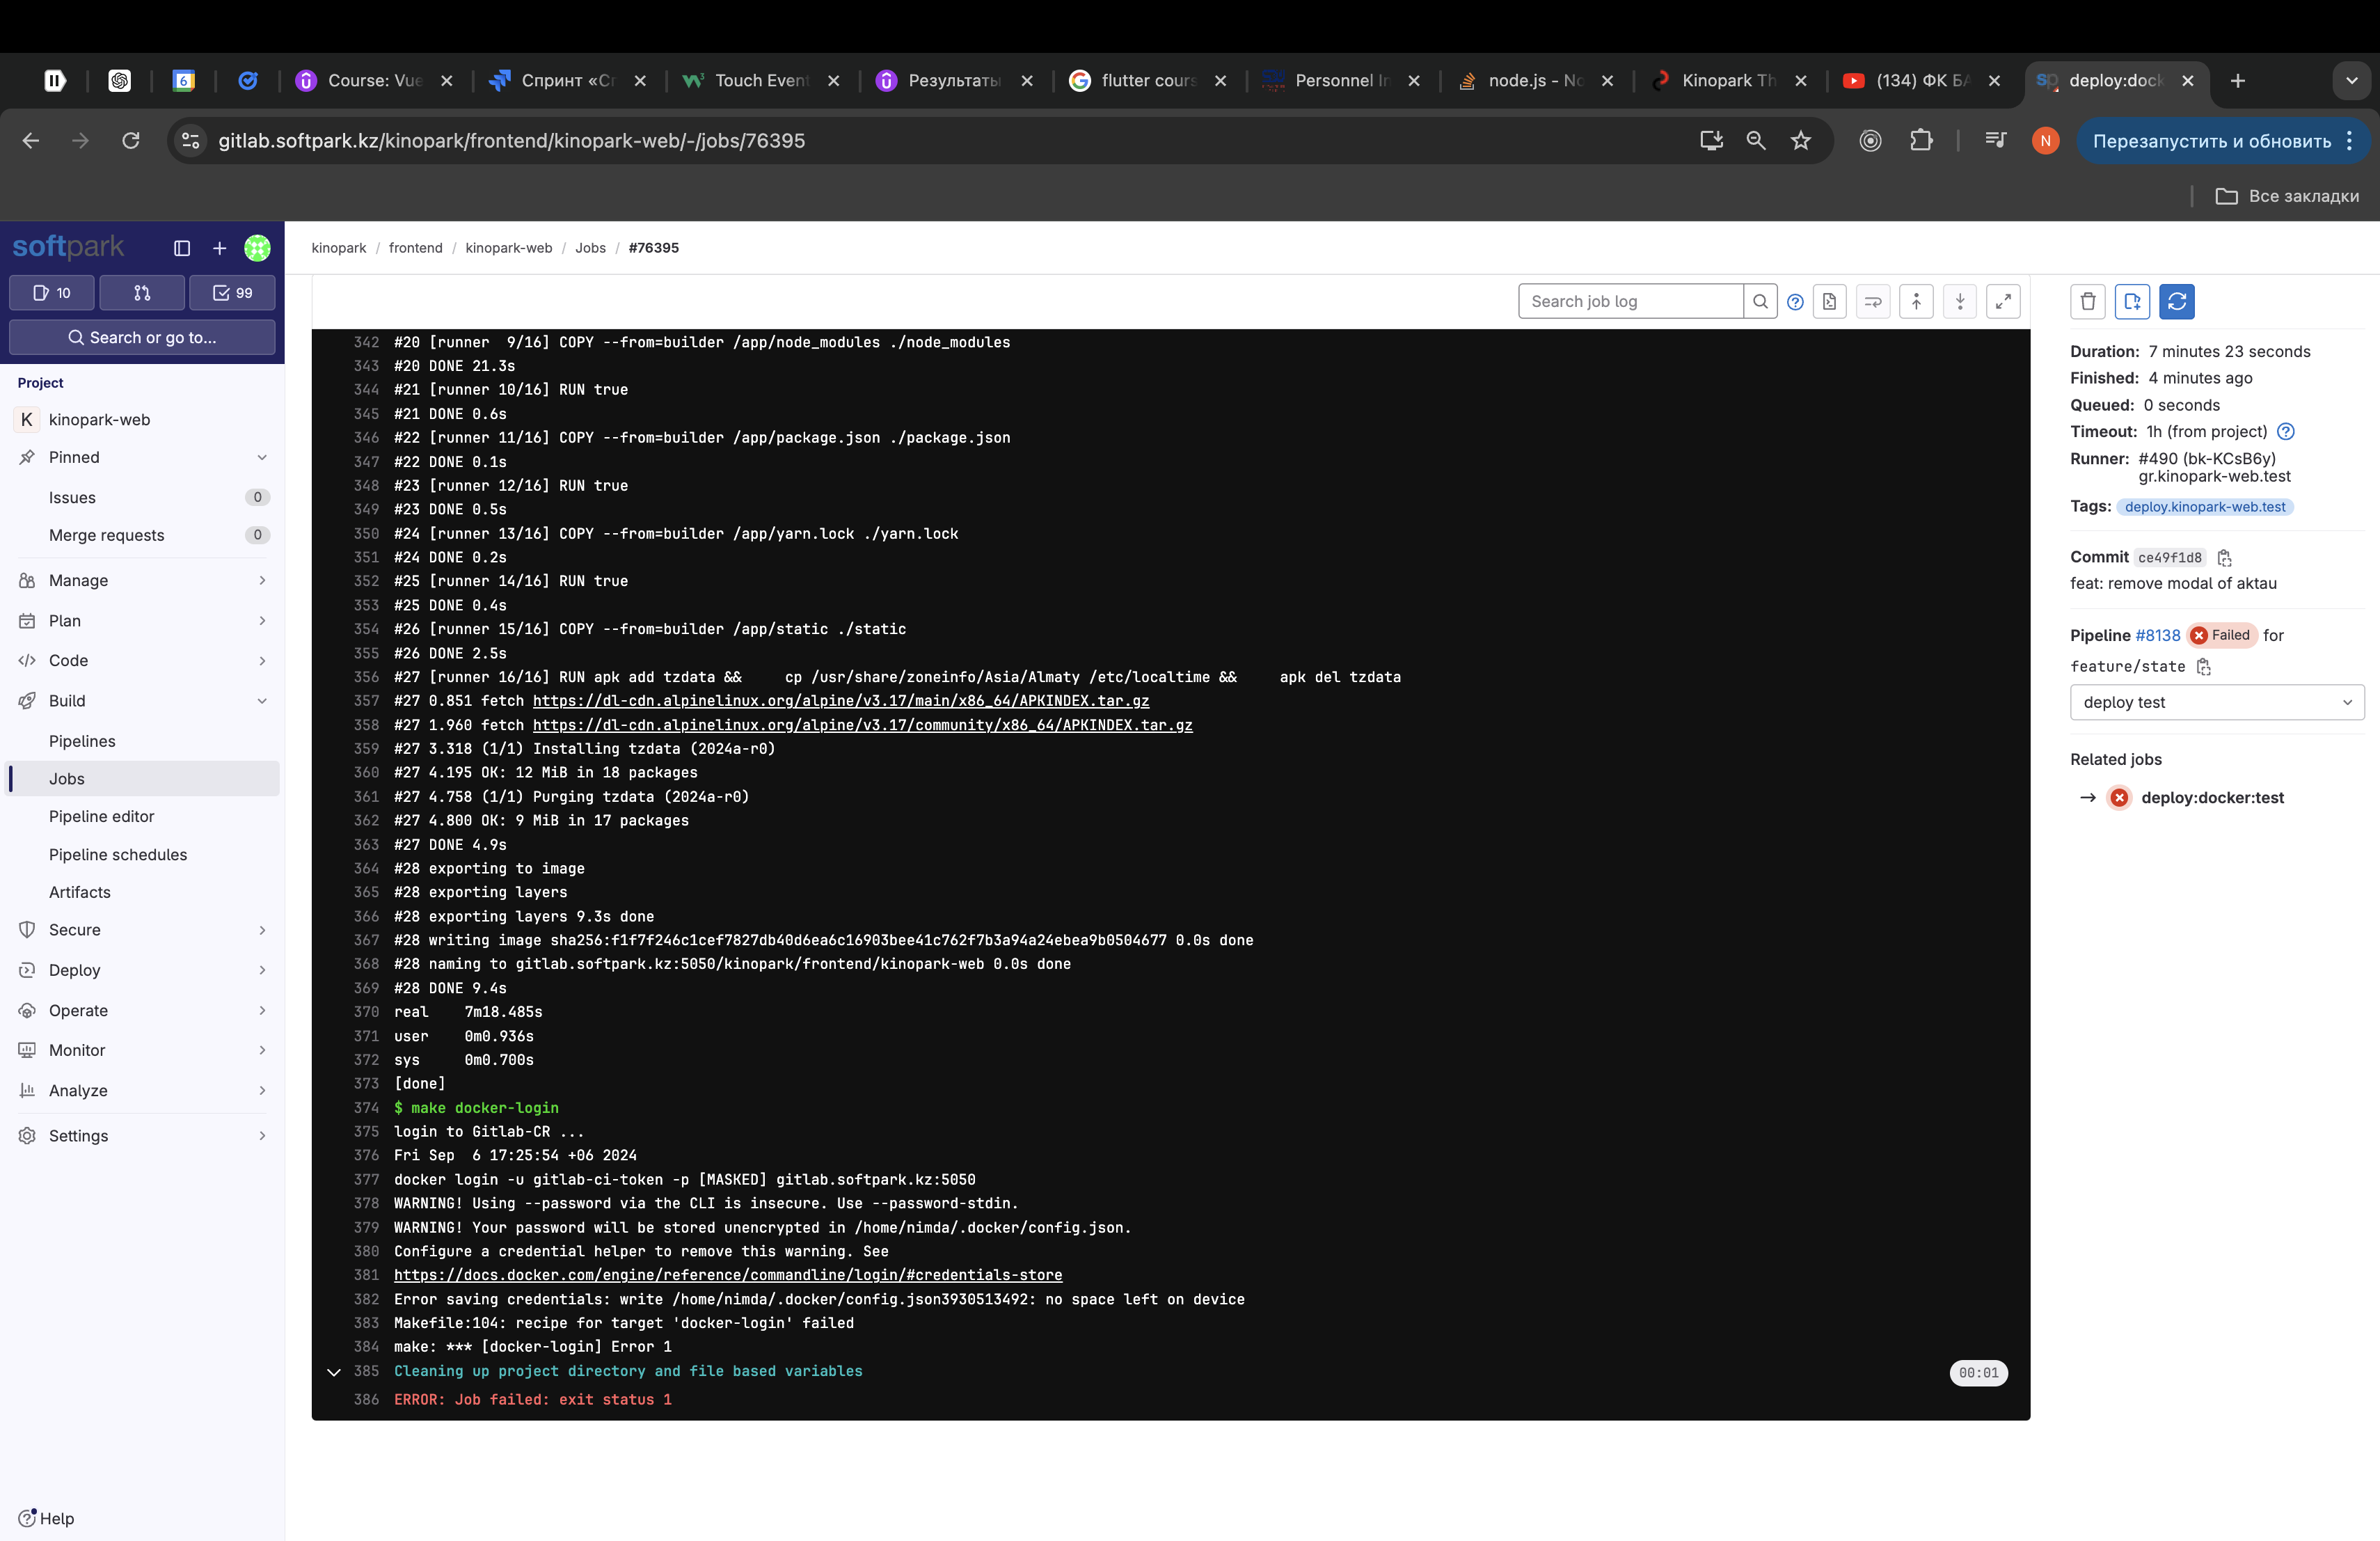 6
Course: Vue
Спринт «Сп
Touch Event
Результаты
flutter cours
Personnel In
node.js - No
Kinopark Th
(134) ФК БА
deploy:dock
gitlab.softpark.kz/kinopark/frontend/kinopark-web/-/jobs/76395
N
Перезапустить и обновить
Все закладки
softpark
10
99
Search or go to...
Project
K kinopark-web
Pinned
Issues 0
Merge requests 0
Manage
Plan
Code
Build
Pipelines
Jobs
Pipeline editor
Pipeline schedules
Artifacts
Secure
Deploy
Operate
Monitor
Analyze
Settings
Help
kinopark / frontend / kinopark-web / Jobs / #76395
Search job log
342 #20 [runner  9/16] COPY --from=builder /app/node_modules ./node_modules
343 #20 DONE 21.3s
344 #21 [runner 10/16] RUN true
345 #21 DONE 0.6s
346 #22 [runner 11/16] COPY --from=builder /app/package.json ./package.json
347 #22 DONE 0.1s
348 #23 [runner 12/16] RUN true
349 #23 DONE 0.5s
350 #24 [runner 13/16] COPY --from=builder /app/yarn.lock ./yarn.lock
351 #24 DONE 0.2s
352 #25 [runner 14/16] RUN true
353 #25 DONE 0.4s
354 #26 [runner 15/16] COPY --from=builder /app/static ./static
355 #26 DONE 2.5s
356 #27 [runner 16/16] RUN apk add tzdata &&     cp /usr/share/zoneinfo/Asia/Almaty /etc/localtime &&     apk del tzdata
357 #27 0.851 fetch https://dl-cdn.alpinelinux.org/alpine/v3.17/main/x86_64/APKINDEX.tar.gz
358 #27 1.960 fetch https://dl-cdn.alpinelinux.org/alpine/v3.17/community/x86_64/APKINDEX.tar.gz
359 #27 3.318 (1/1) Installing tzdata (2024a-r0)
360 #27 4.195 OK: 12 MiB in 18 packages
361 #27 4.758 (1/1) Purging tzdata (2024a-r0)
362 #27 4.800 OK: 9 MiB in 17 packages
363 #27 DONE 4.9s
364 #28 exporting to image
365 #28 exporting layers
366 #28 exporting layers 9.3s done
367 #28 writing image sha256:f1f7f246c1cef7827db40d6ea6c16903bee41c762f7b3a94a24ebea9b0504677 0.0s done
368 #28 naming to gitlab.softpark.kz:5050/kinopark/frontend/kinopark-web 0.0s done
369 #28 DONE 9.4s
370 real    7m18.485s
371 user    0m0.936s
372 sys     0m0.700s
373 [done]
374 $ make docker-login
375 login to Gitlab-CR ...
376 Fri Sep  6 17:25:54 +06 2024
377 docker login -u gitlab-ci-token -p [MASKED] gitlab.softpark.kz:5050
378 WARNING! Using --password via the CLI is insecure. Use --password-stdin.
379 WARNING! Your password will be stored unencrypted in /home/nimda/.docker/config.json.
380 Configure a credential helper to remove this warning. See
381 https://docs.docker.com/engine/reference/commandline/login/#credentials-store
382 Error saving credentials: write /home/nimda/.docker/config.json3930513492: no space left on device
383 Makefile:104: recipe for target 'docker-login' failed
384 make: *** [docker-login] Error 1
385 Cleaning up project directory and file based variables 00:01
386 ERROR: Job failed: exit status 1
Duration: 7 minutes 23 seconds
Finished: 4 minutes ago
Queued: 0 seconds
Timeout: 1h (from project)
Runner: #490 (bk-KCsB6y)
gr.kinopark-web.test
Tags: deploy.kinopark-web.test
Commit ce49f1d8
feat: remove modal of aktau
Pipeline #8138 Failed for
feature/state
deploy test
Related jobs
→ deploy:docker:test